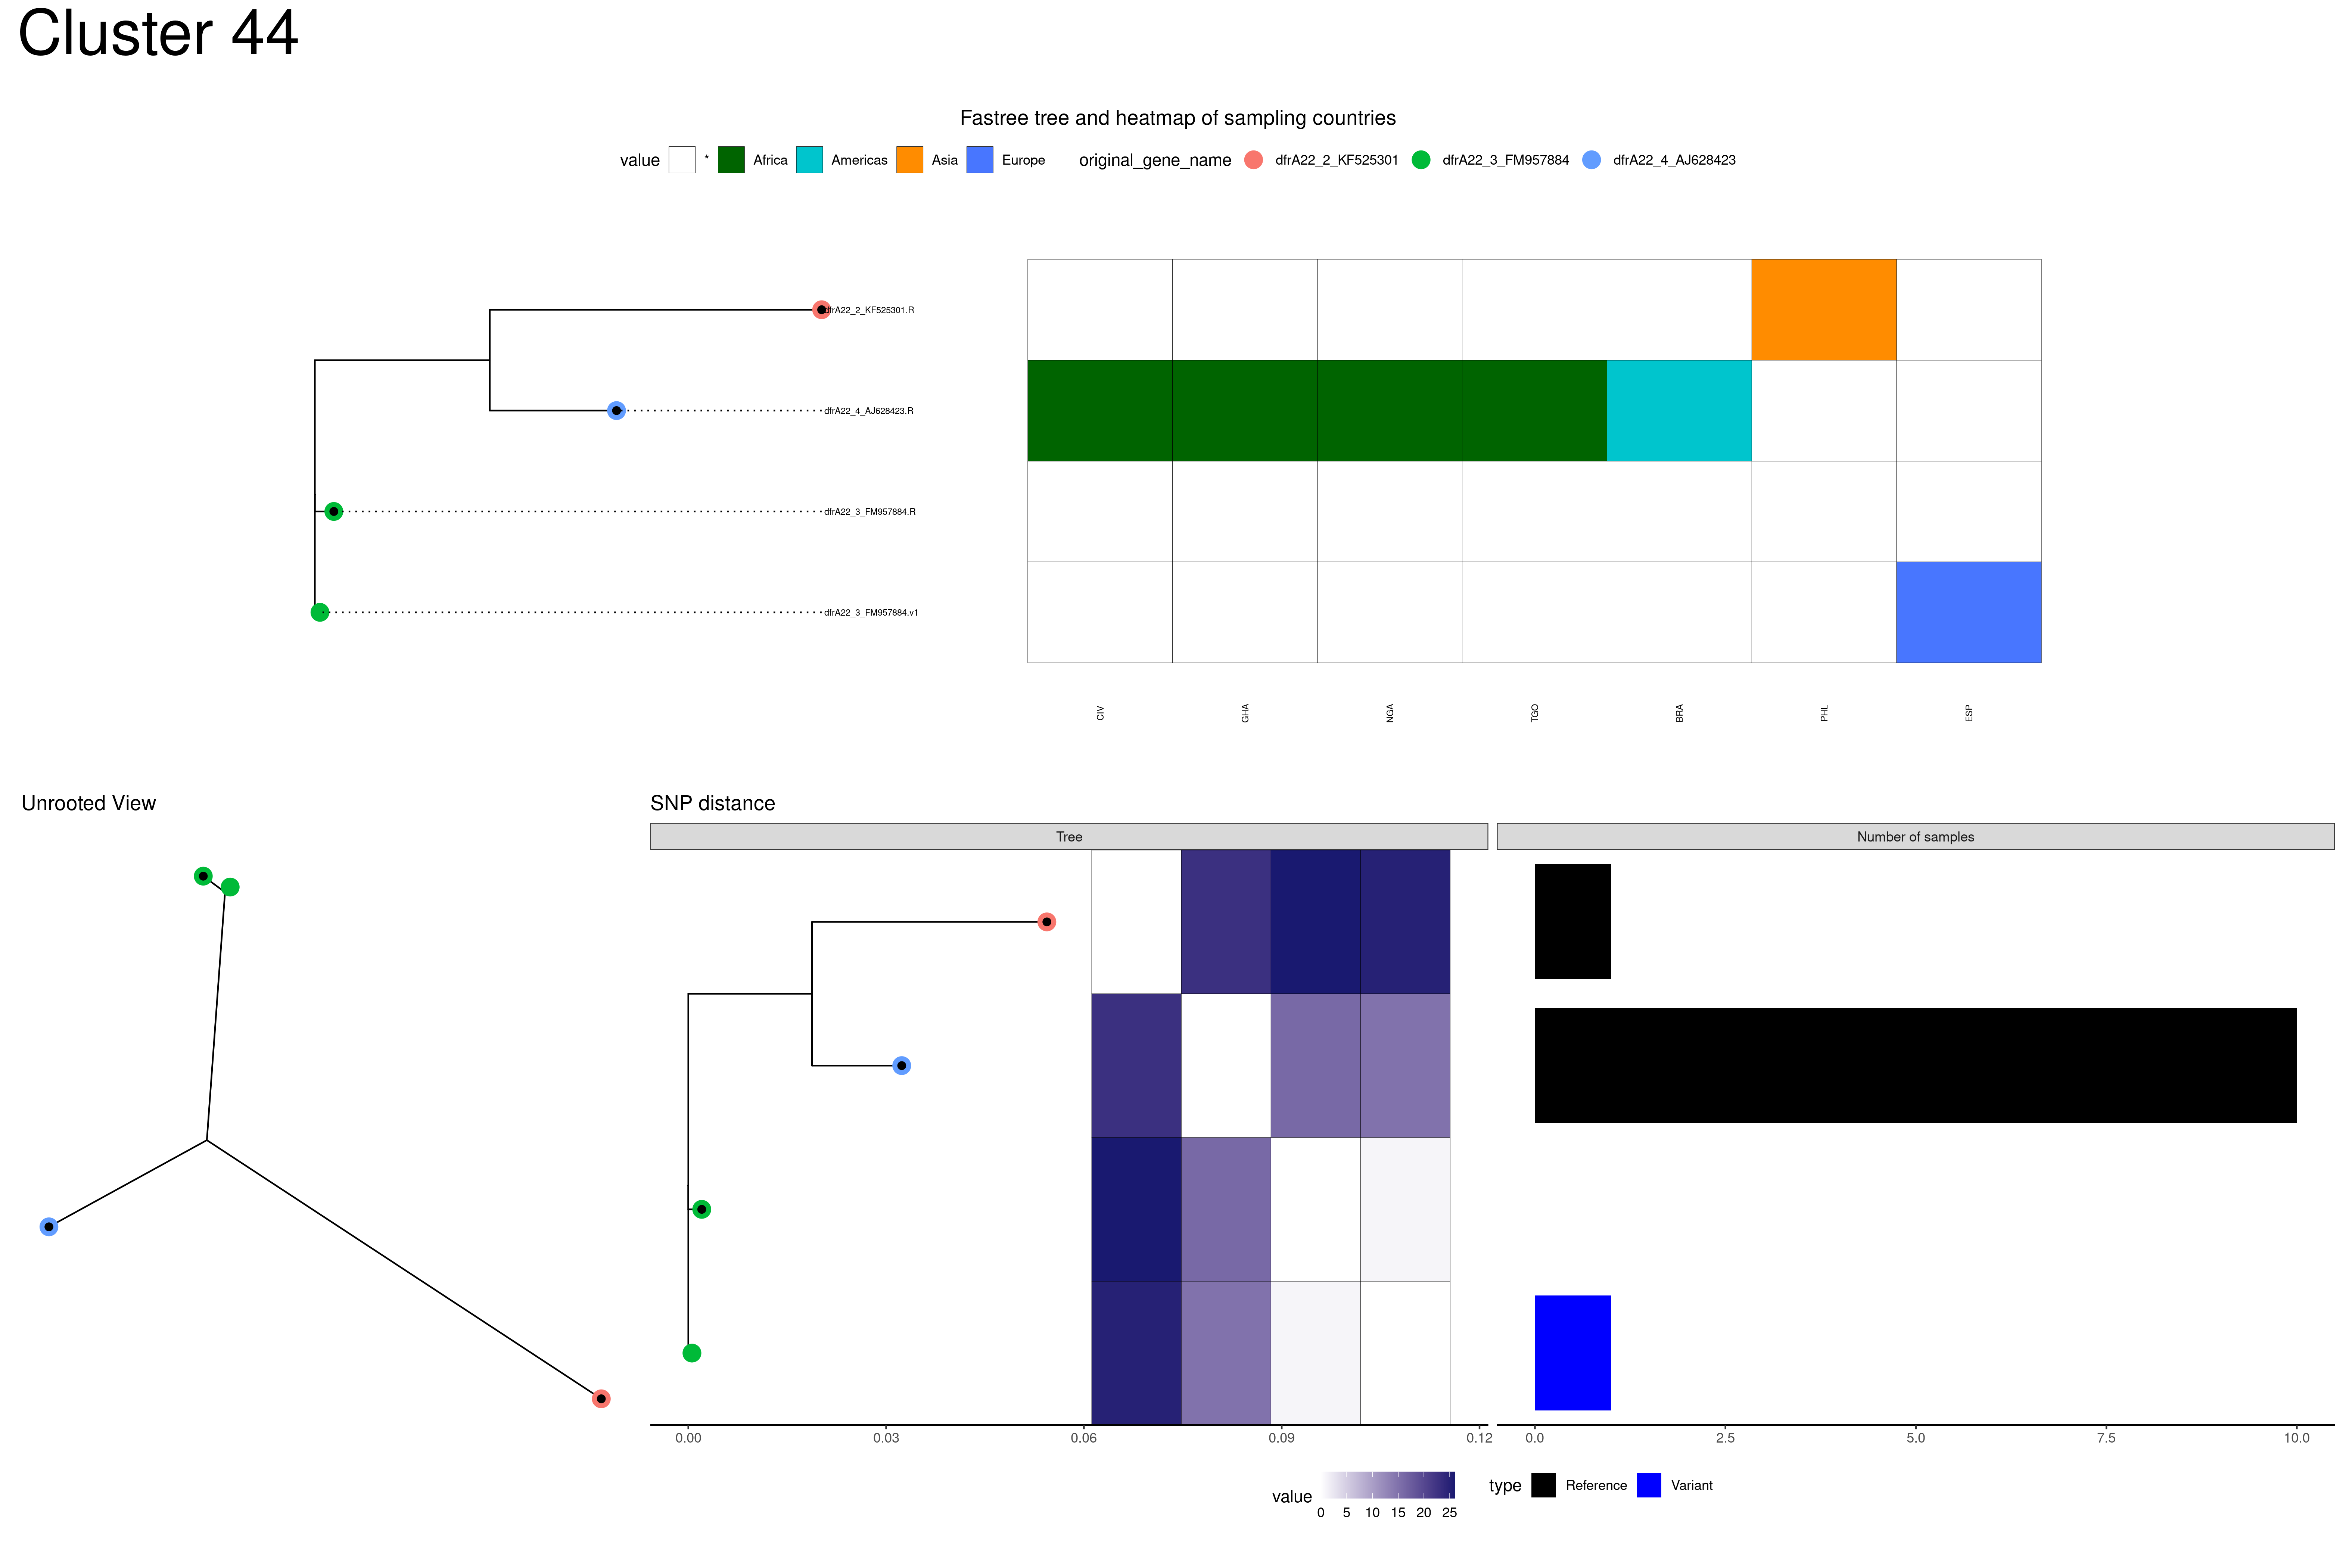 Cluster 44
Fastree tree and heatmap of sampling countries
value * Africa Americas Asia Europe original_gene_name dfrA22_2_KF525301 dfrA22_3_FM957884 dfrA22_4_AJ628423
dfrA22_2_KF525301.R
dfrA22_4_AJ628423.R
dfrA22_3_FM957884.R
dfrA22_3_FM957884.v1
CIV GHA NGA TGO BRA PHL ESP
Unrooted View
SNP distance
Tree Number of samples
0.00 0.03 0.06 0.09 0.12 0.0 2.5 5.0 7.5 10.0
value 0 5 10 15 20 25 type Reference Variant